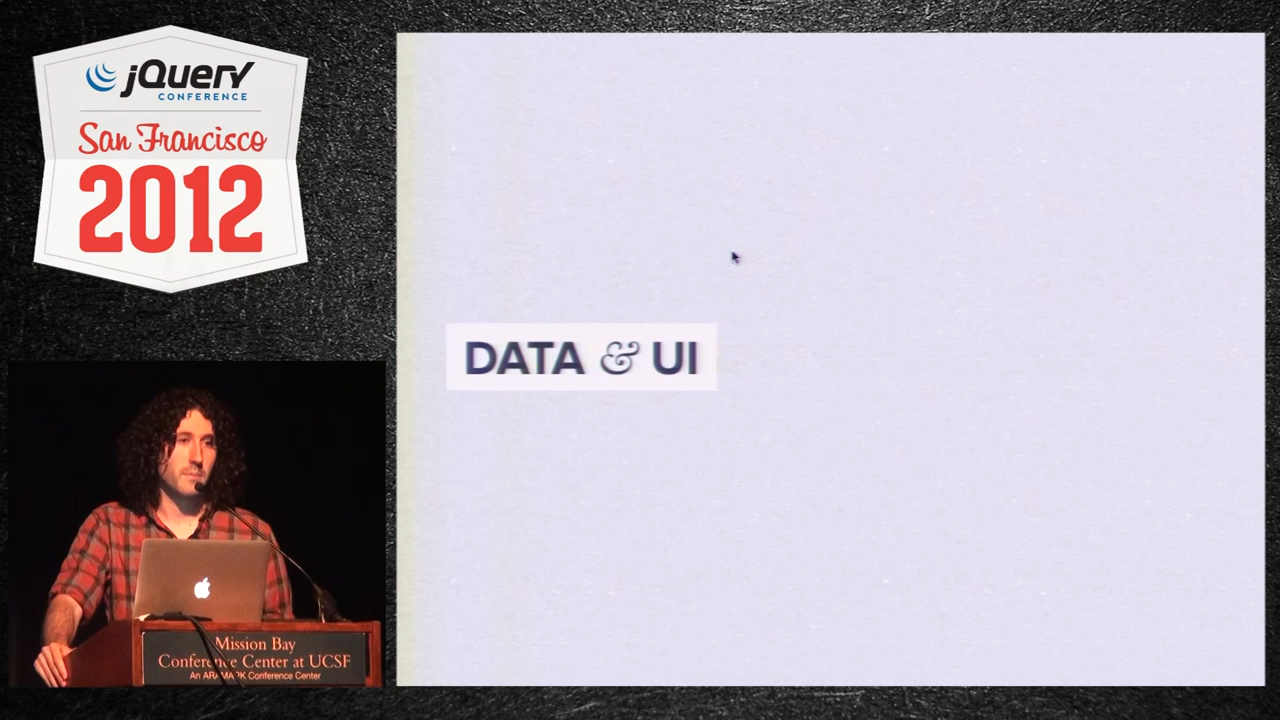 jQuery
CONFERENCE
San Francisco
2012
DATA & UI
Mission Bay
Conference Center at UCSF
An ARAMARK Conference Center